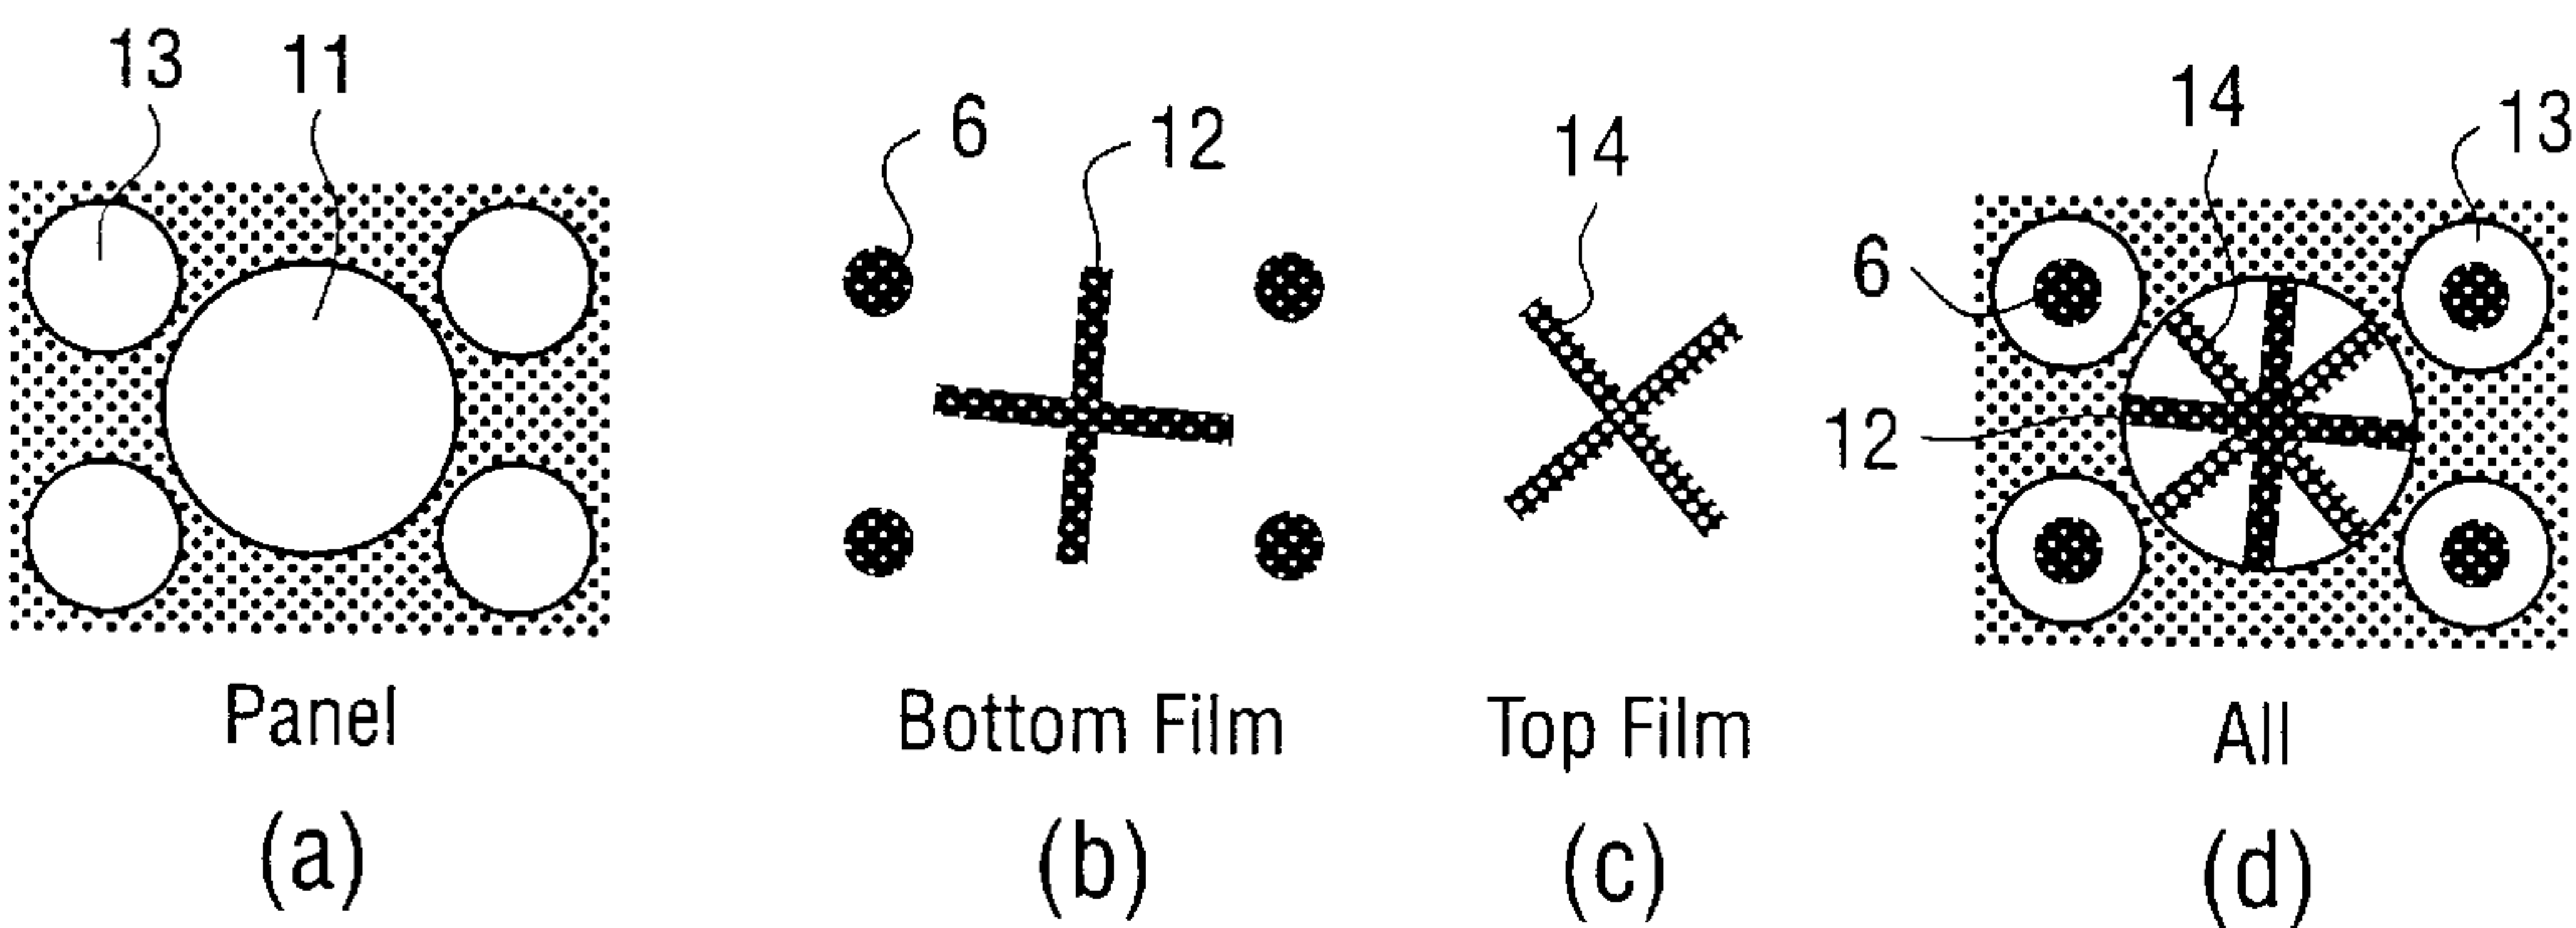 13 11
6 12
14
14 13
6
12
Panel
Bottom Film
Top Film
All
(a)
(b)
(c)
(d)